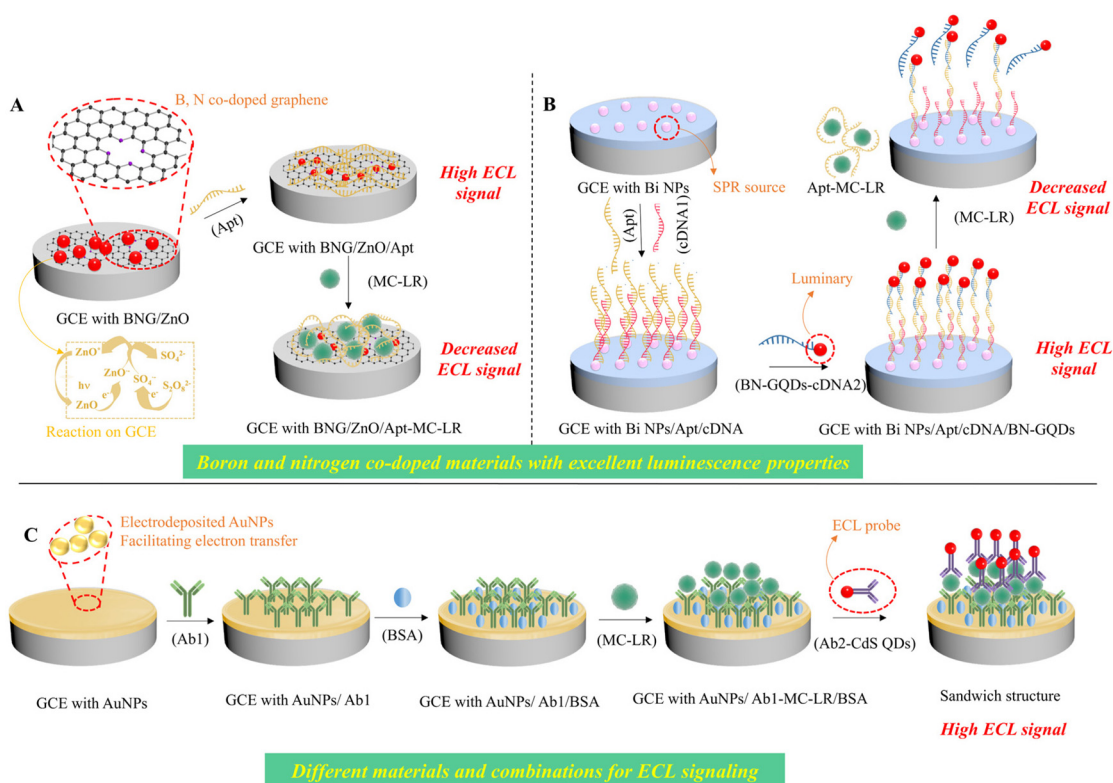 A
B, N co-doped graphene
(Apt)
High ECL
signal
GCE with BNG/ZnO/Apt
(MC-LR)
GCE with BNG/ZnO
Decreased
ECL signal
ZnO*
SO₄²⁻
ZnO⁻
hν
SO₄⁻
S₂O₈²⁻
e⁻
e⁻
ZnO
Reaction on GCE
GCE with BNG/ZnO/Apt-MC-LR
B
GCE with Bi NPs
SPR source
(Apt)
(cDNA1)
Apt-MC-LR
(MC-LR)
Decreased
ECL signal
Luminary
(BN-GQDs-cDNA2)
High ECL
signal
GCE with Bi NPs/Apt/cDNA
GCE with Bi NPs/Apt/cDNA/BN-GQDs
Boron and nitrogen co-doped materials with excellent luminescence properties
C
Electrodeposited AuNPs
Facilitating electron transfer
(Ab1)
(BSA)
(MC-LR)
ECL probe
(Ab2-CdS QDs)
GCE with AuNPs
GCE with AuNPs/ Ab1
GCE with AuNPs/ Ab1/BSA
GCE with AuNPs/ Ab1-MC-LR/BSA
Sandwich structure
High ECL signal
Different materials and combinations for ECL signaling